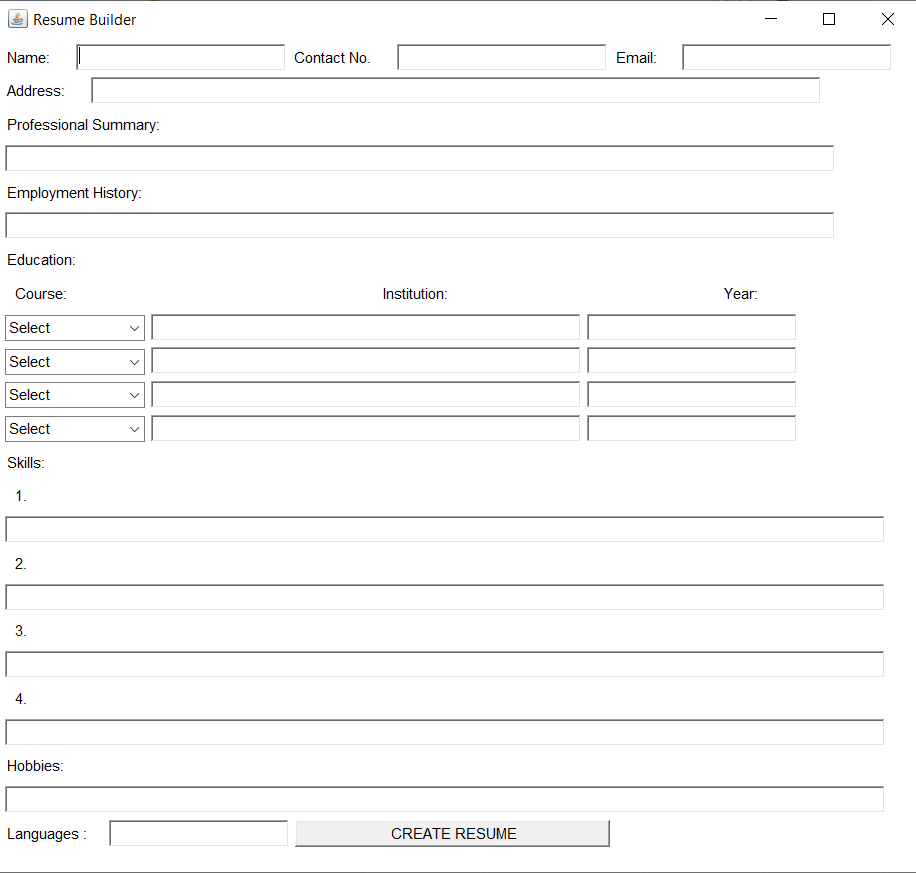 Resume Builder
Name: Contact No. Email:
Address:
Professional Summary:
Employment History:
Education:
Course: Institution: Year:
Select
Select
Select
Select
Skills:
1.
2.
3.
4.
Hobbies:
Languages : CREATE RESUME